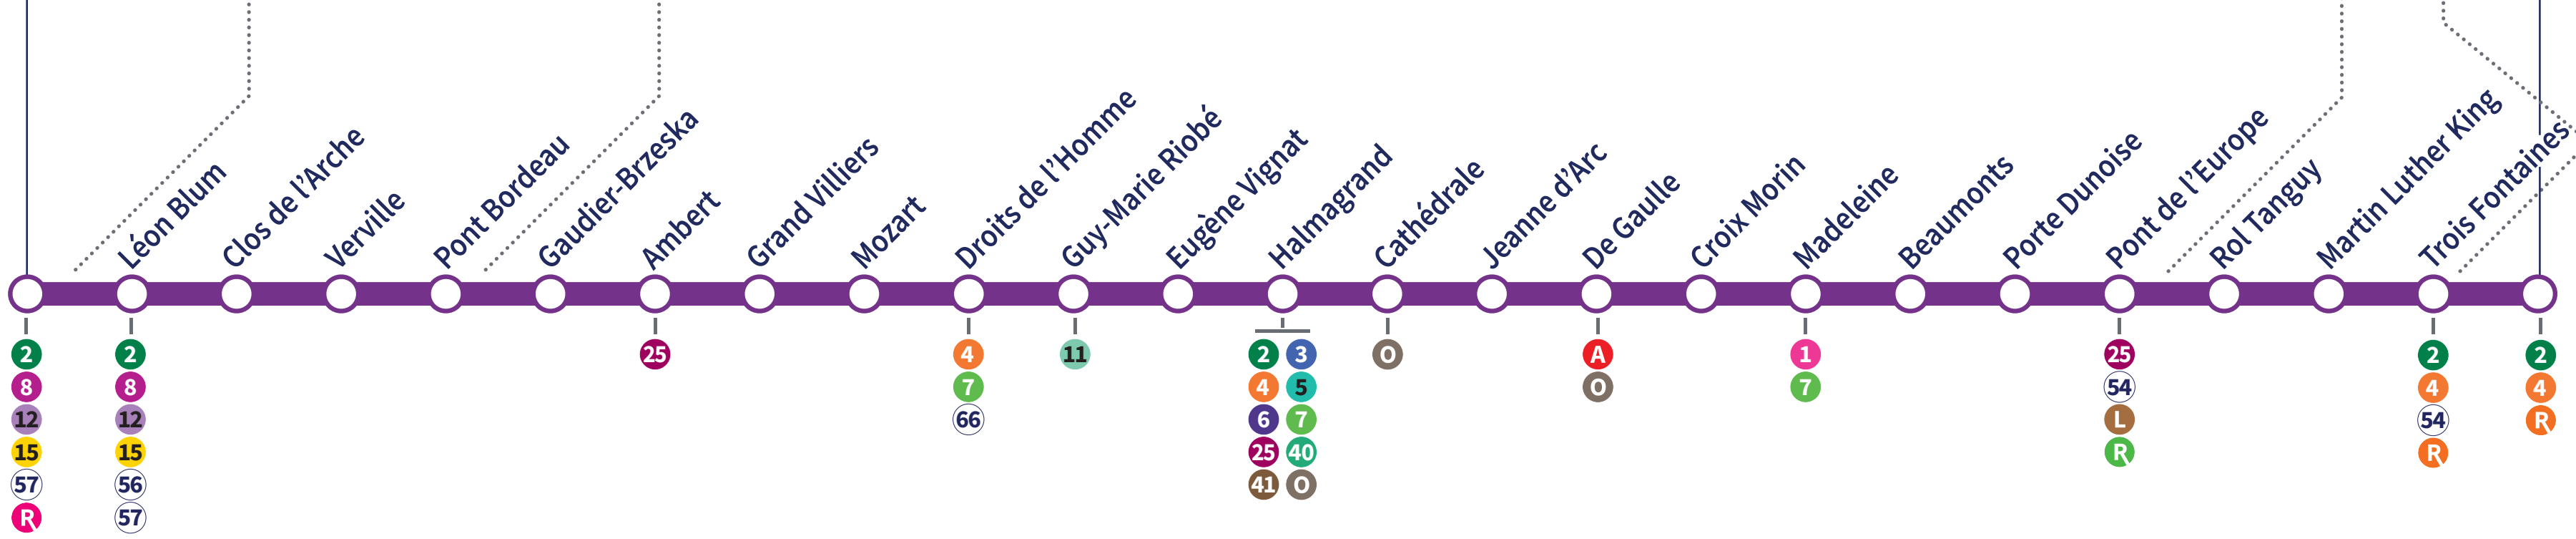 Léon Blum
Clos de l'Arche
Verville
Pont Bordeau
Gaudier-Brzeska
Ambert
Grand Villiers
Mozart
Droits de l'Homme
Guy-Marie Riobé
Eugène Vignat
Halmagrand
Cathédrale
Jeanne d'Arc
De Gaulle
Croix Morin
Madeleine
Beaumonts
Porte Dunoise
Pont de l'Europe
Rol Tanguy
Martin Luther King
Trois Fontaines
2
8
12
15
57
R
2
8
12
15
56
57
25
4
7
66
11
2 3
4 5
6 7
25 40
41 O
O
A
O
1
7
25
54
L
R
2
4
54
R
2
4
R